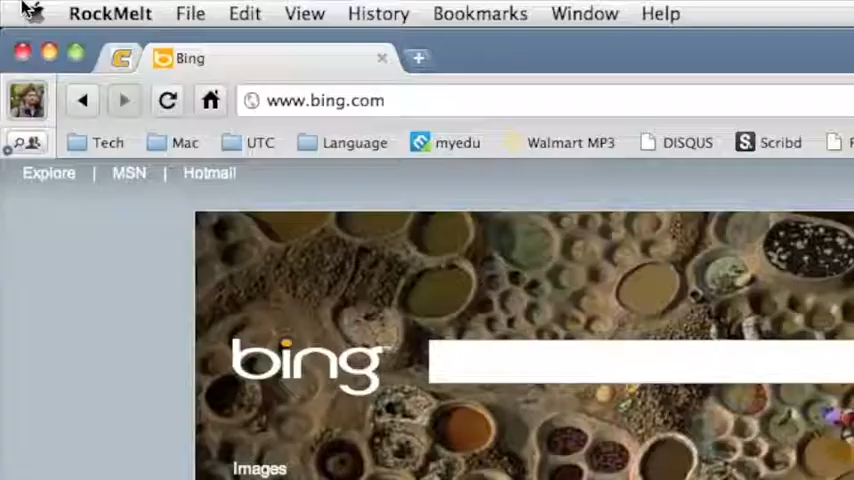 RockMelt File Edit View History Bookmarks Window Help
Bing
www.bing.com
Tech Mac UTC Language myedu Walmart MP3 DISQUS Scribd
Explore | MSN | Hotmail
bing
Images